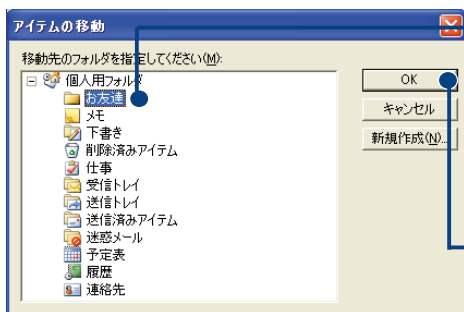 アイテムの移動
移動先のフォルダを指定してください(M):
個人用フォルダ
お友達
メモ
下書き
削除済みアイテム
仕事
受信トレイ
送信トレイ
送信済みアイテム
迷惑メール
予定表
履歴
連絡先
OK
キャンセル
新規作成(N)...